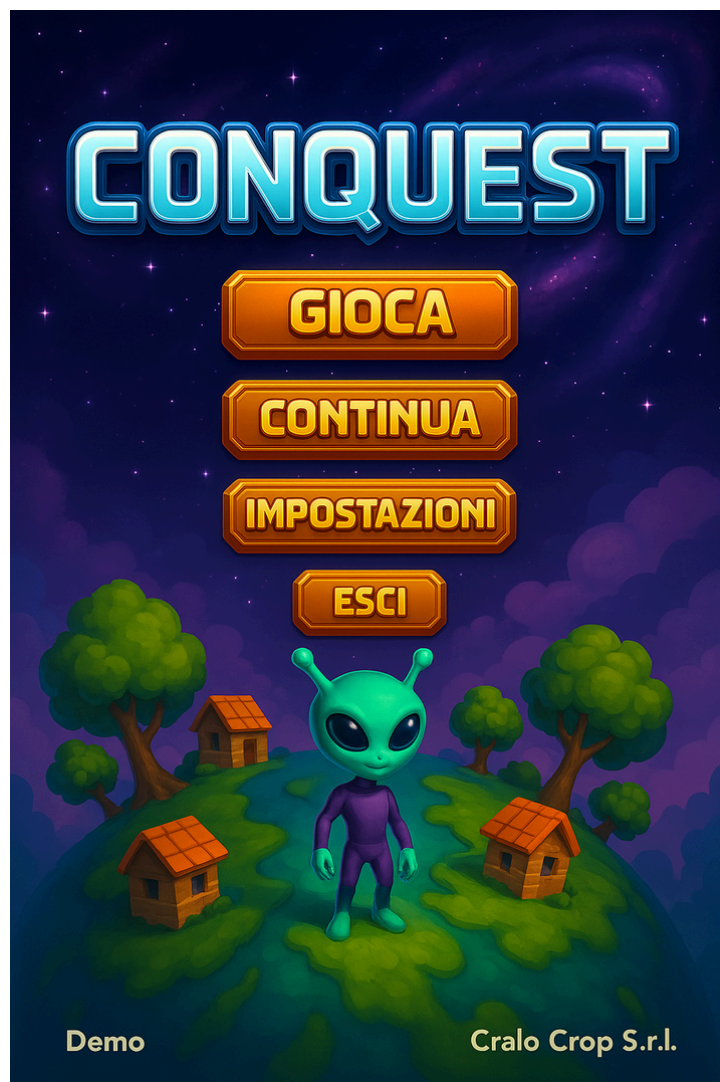 CONQUEST
GIOCA
CONTINUA
IMPOSTAZIONI
ESCI
Demo
Cralo Crop S.r.l.